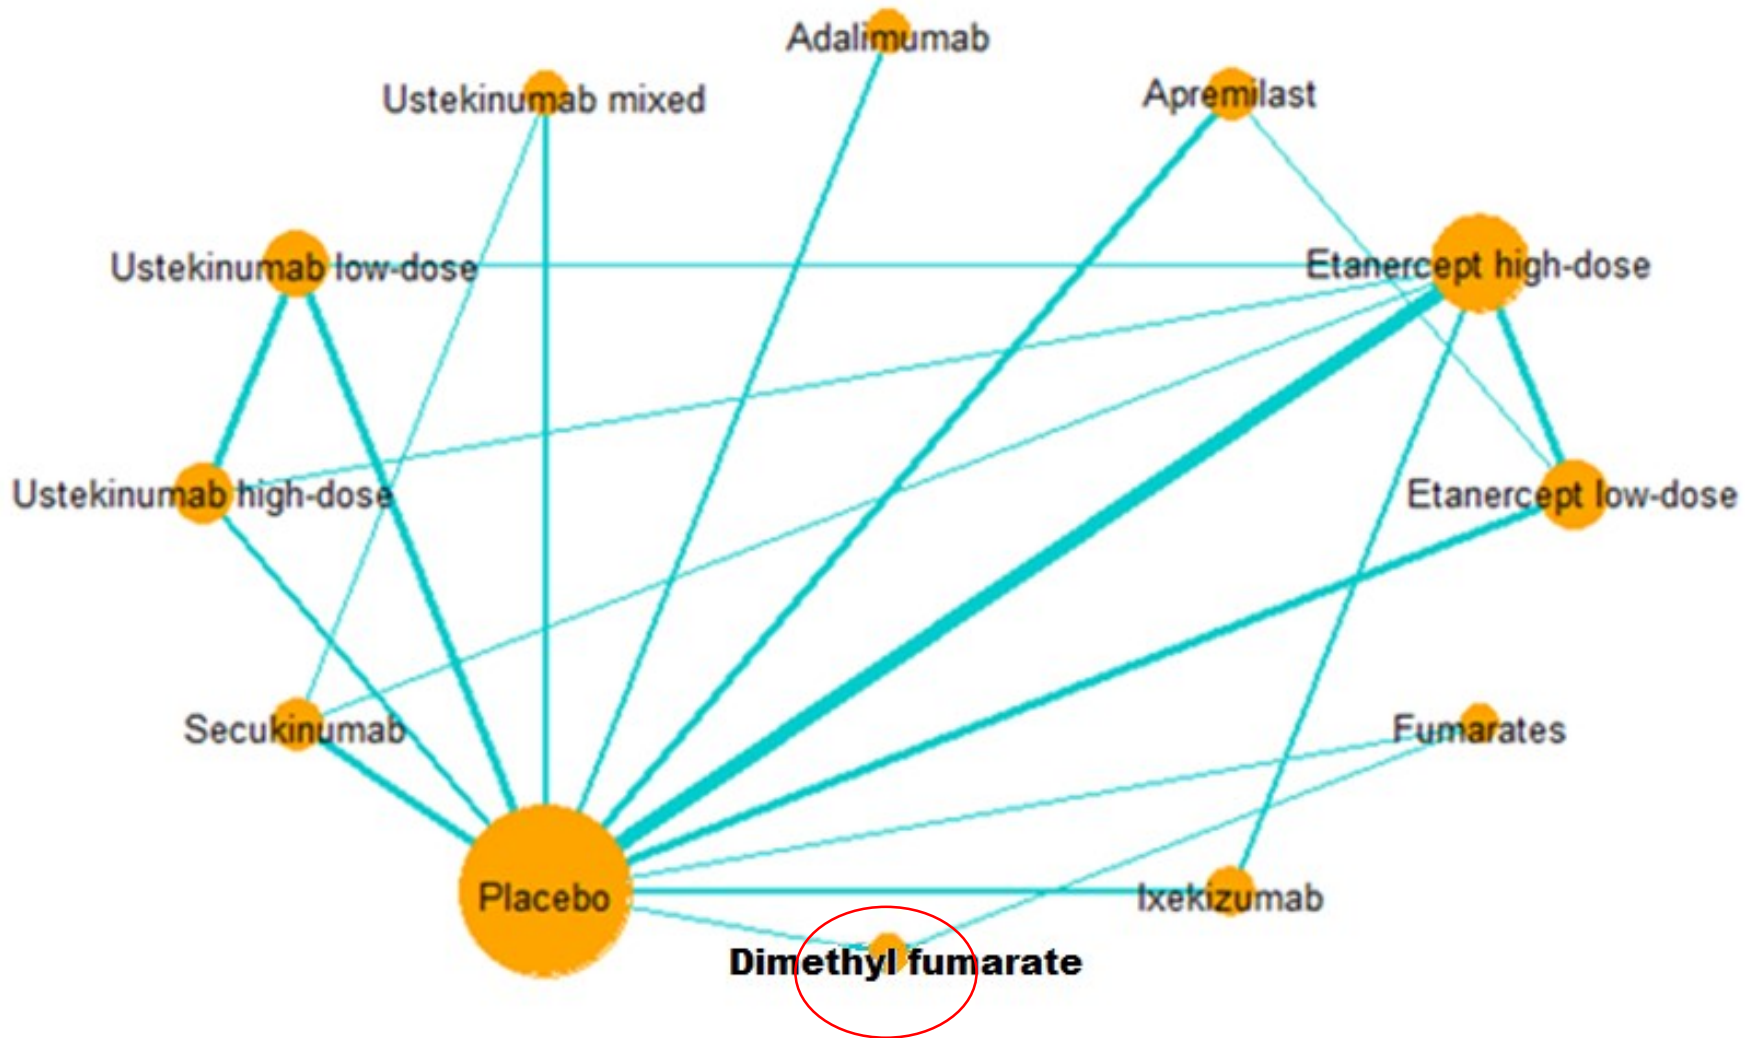 Adalimumab
Apremilast
Ustekinumab mixed
Ustekinumab low-dose
Etanercept high-dose
Ustekinumab high-dose
Etanercept low-dose
Secukinumab
Fumarates
Placebo
Ixekizumab
Dimethyl fumarate